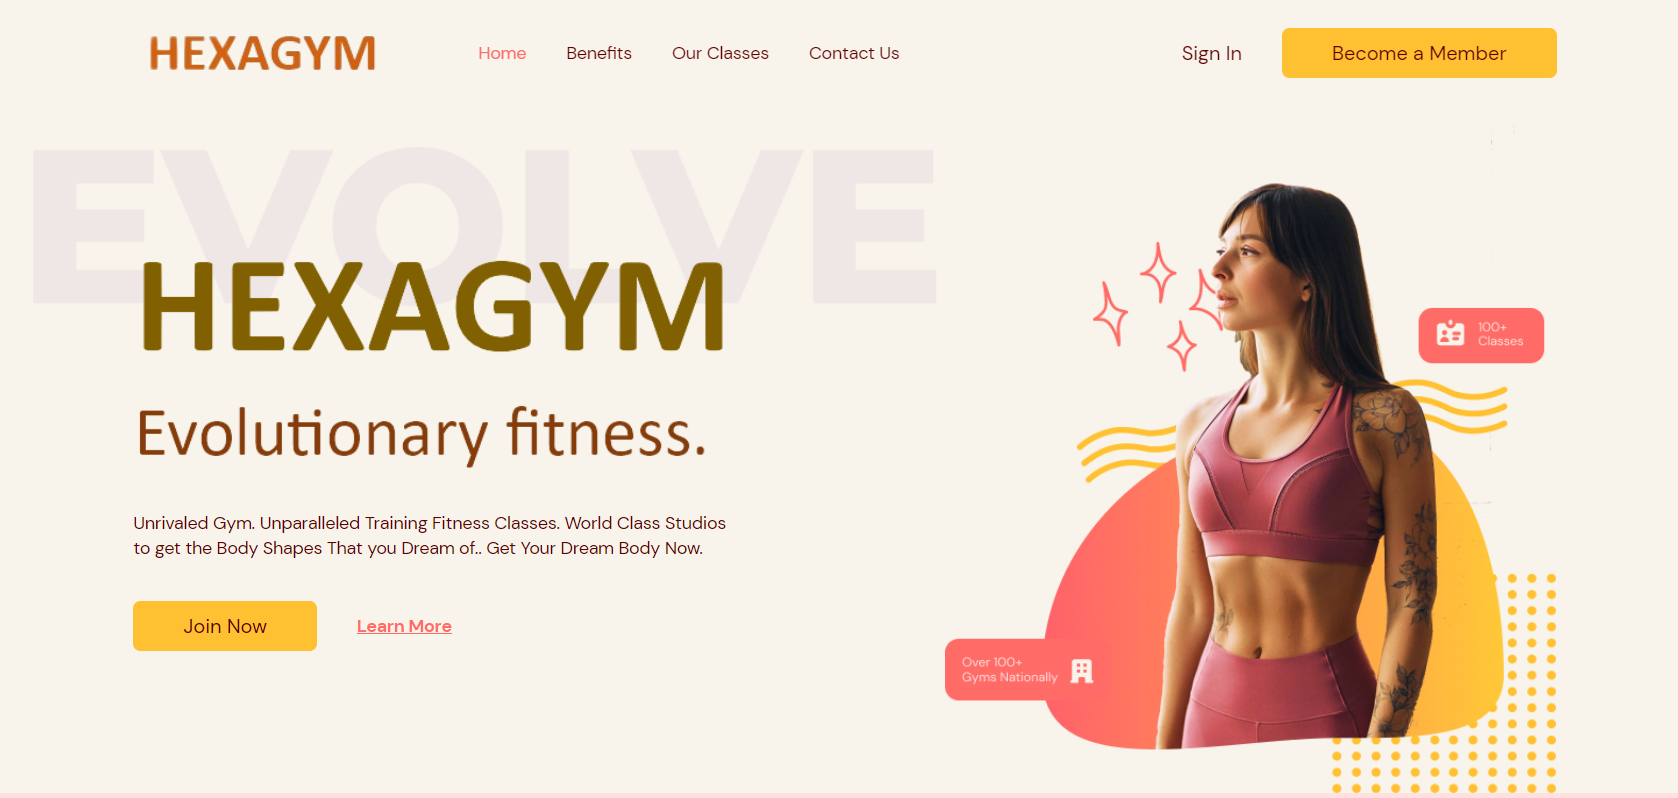 HEXAGYM
Home Benefits Our Classes Contact Us
Sign In
Become a Member
EVOLVE
HEXAGYM
Evolutionary fitness.
Unrivaled Gym. Unparalleled Training Fitness Classes. World Class Studios
to get the Body Shapes That you Dream of.. Get Your Dream Body Now.
Join Now
Learn More
100+
Classes
Over 100+
Gyms Nationally